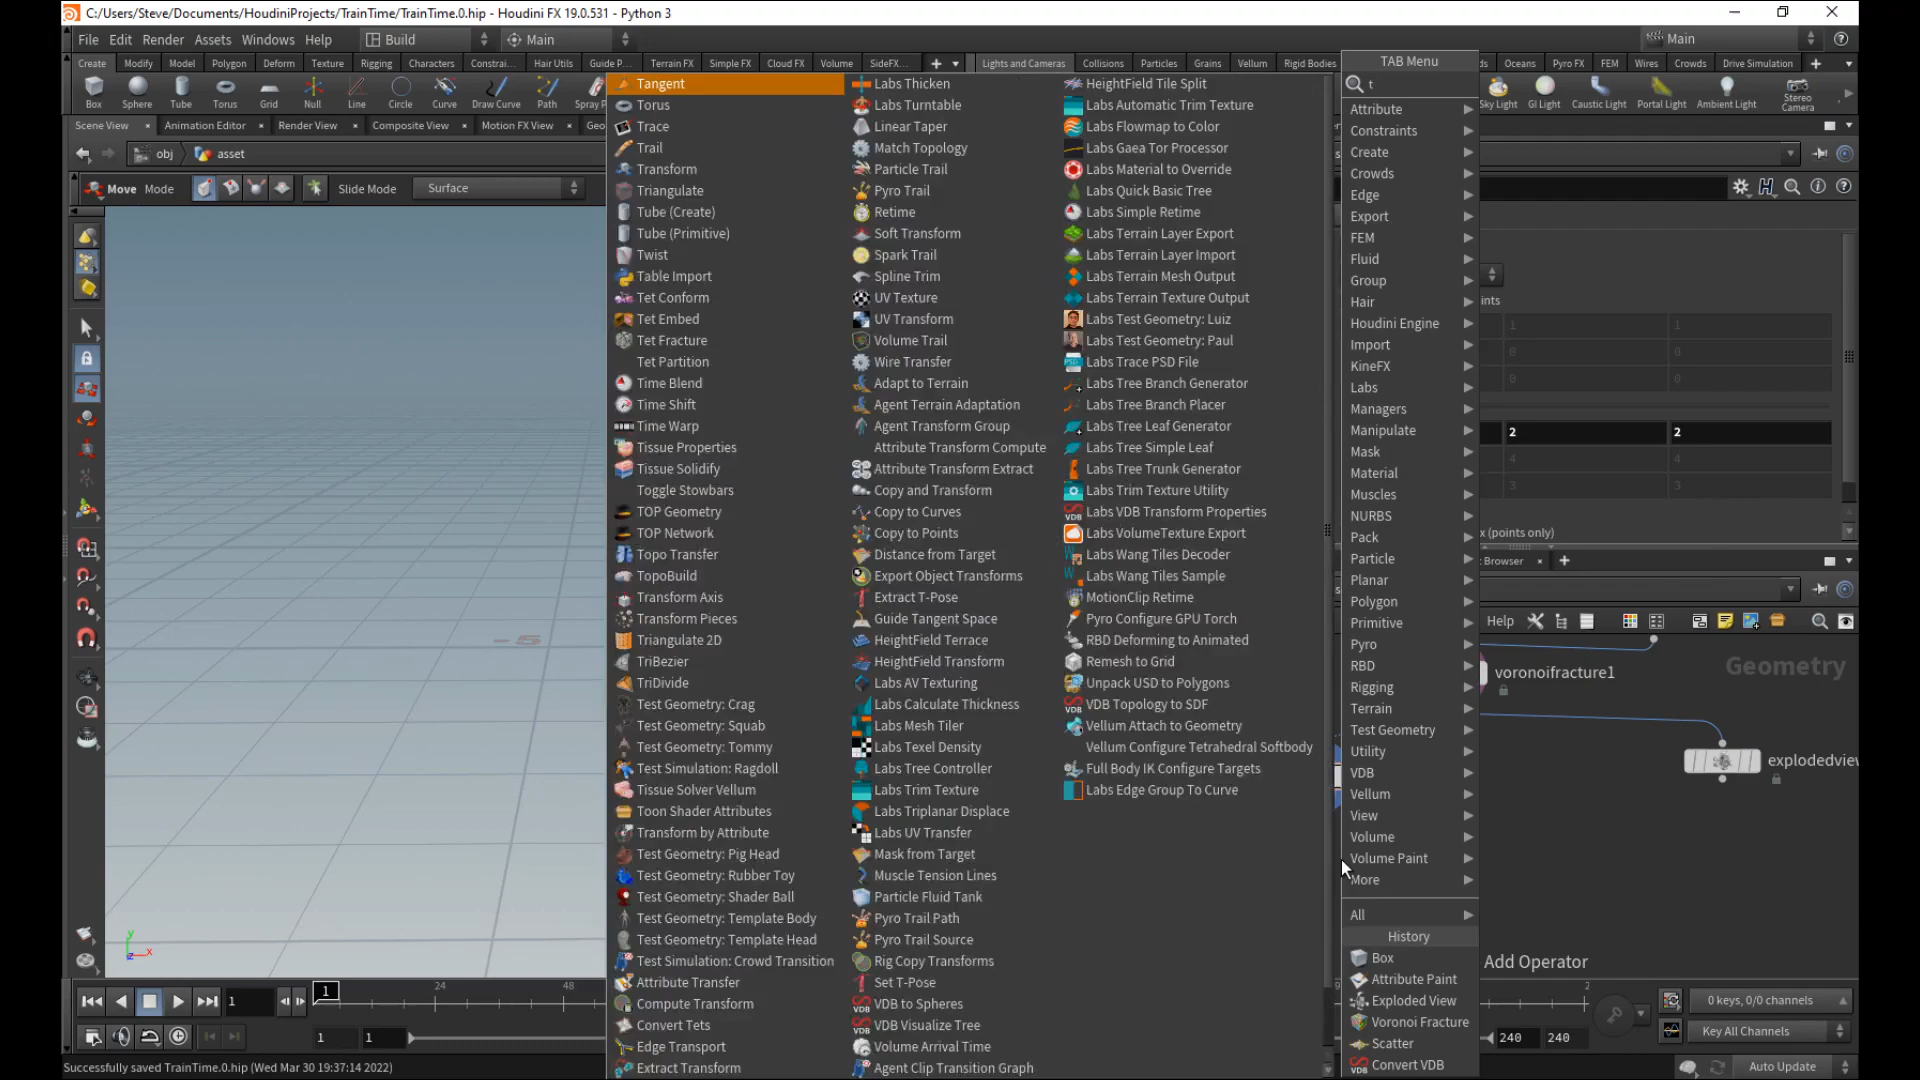 C:/Users/Steve/Documents/HoudiniProjects/TrainTime/TrainTime.0.hip - Houdini FX 19.0.531 - Python 3
File Edit Render Assets Windows Help
Build
Main
Main
Create Modify Model Polygon Deform Texture Rigging Characters Constrai... Hair Utils Guide P... Terrain FX Simple FX Cloud FX Volume SideFX...
Lights and Cameras Collisions Particles Grains Vellum Rigid Bodies
Oceans Pyro FX FEM Wires Crowds Drive Simulation
Box Sphere Tube Torus Grid Null Line Circle Curve Draw Curve Path Spray P
Sky Light GI Light Caustic Light Portal Light Ambient Light Stereo Camera
Scene View Animation Editor Render View Composite View Motion FX View Geo
obj asset
Move Mode Slide Mode Surface
-5
y
x
z
Tangent
Torus
Trace
Trail
Transform
Triangulate
Tube (Create)
Tube (Primitive)
Twist
Table Import
Tet Conform
Tet Embed
Tet Fracture
Tet Partition
Time Blend
Time Shift
Time Warp
Tissue Properties
Tissue Solidify
Toggle Stowbars
TOP Geometry
TOP Network
Topo Transfer
TopoBuild
Transform Axis
Transform Pieces
Triangulate 2D
TriBezier
TriDivide
Test Geometry: Crag
Test Geometry: Squab
Test Geometry: Tommy
Test Simulation: Ragdoll
Tissue Solver Vellum
Toon Shader Attributes
Transform by Attribute
Test Geometry: Pig Head
Test Geometry: Rubber Toy
Test Geometry: Shader Ball
Test Geometry: Template Body
Test Geometry: Template Head
Test Simulation: Crowd Transition
Attribute Transfer
Compute Transform
Convert Tets
Edge Transport
Extract Transform
Labs Thicken
Labs Turntable
Linear Taper
Match Topology
Particle Trail
Pyro Trail
Retime
Soft Transform
Spark Trail
Spline Trim
UV Texture
UV Transform
Volume Trail
Wire Transfer
Adapt to Terrain
Agent Terrain Adaptation
Agent Transform Group
Attribute Transform Compute
Attribute Transform Extract
Copy and Transform
Copy to Curves
Copy to Points
Distance from Target
Export Object Transforms
Extract T-Pose
Guide Tangent Space
HeightField Terrace
HeightField Transform
Labs AV Texturing
Labs Calculate Thickness
Labs Mesh Tiler
Labs Texel Density
Labs Tree Controller
Labs Trim Texture
Labs Triplanar Displace
Labs UV Transfer
Mask from Target
Muscle Tension Lines
Particle Fluid Tank
Pyro Trail Path
Pyro Trail Source
Rig Copy Transforms
Set T-Pose
VDB to Spheres
VDB Visualize Tree
Volume Arrival Time
Agent Clip Transition Graph
HeightField Tile Split
Labs Automatic Trim Texture
Labs Flowmap to Color
Labs Gaea Tor Processor
Labs Material to Override
Labs Quick Basic Tree
Labs Simple Retime
Labs Terrain Layer Export
Labs Terrain Layer Import
Labs Terrain Mesh Output
Labs Terrain Texture Output
Labs Test Geometry: Luiz
Labs Test Geometry: Paul
Labs Trace PSD File
Labs Tree Branch Generator
Labs Tree Branch Placer
Labs Tree Leaf Generator
Labs Tree Simple Leaf
Labs Tree Trunk Generator
Labs Trim Texture Utility
Labs VDB Transform Properties
Labs VolumeTexture Export
Labs Wang Tiles Decoder
Labs Wang Tiles Sample
MotionClip Retime
Pyro Configure GPU Torch
RBD Deforming to Animated
Remesh to Grid
Unpack USD to Polygons
VDB Topology to SDF
Vellum Attach to Geometry
Vellum Configure Tetrahedral Softbody
Full Body IK Configure Targets
Labs Edge Group To Curve
TAB Menu
t
Attribute
Constraints
Create
Crowds
Edge
Export
FEM
Fluid
Group
Hair
Houdini Engine
Import
KineFX
Labs
Managers
Manipulate
Mask
Material
Muscles
NURBS
Pack
Particle
Planar
Polygon
Primitive
Pyro
RBD
Rigging
Terrain
Test Geometry
Utility
VDB
Vellum
View
Volume
Volume Paint
More
All
History
Box
Attribute Paint
Exploded View
Voronoi Fracture
Scatter
Convert VDB
nts
1 1
0 0
0 0
2 2
4 4
3 3
x (points only)
t Browser
Help
Geometry
voronoifracture1
explodedview
Add Operator
1
1
24
48
2
1 1
240 240
0 keys, 0/0 channels
Key All Channels
Successfully saved TrainTime.0.hip (Wed Mar 30 19:37:14 2022)
Auto Update